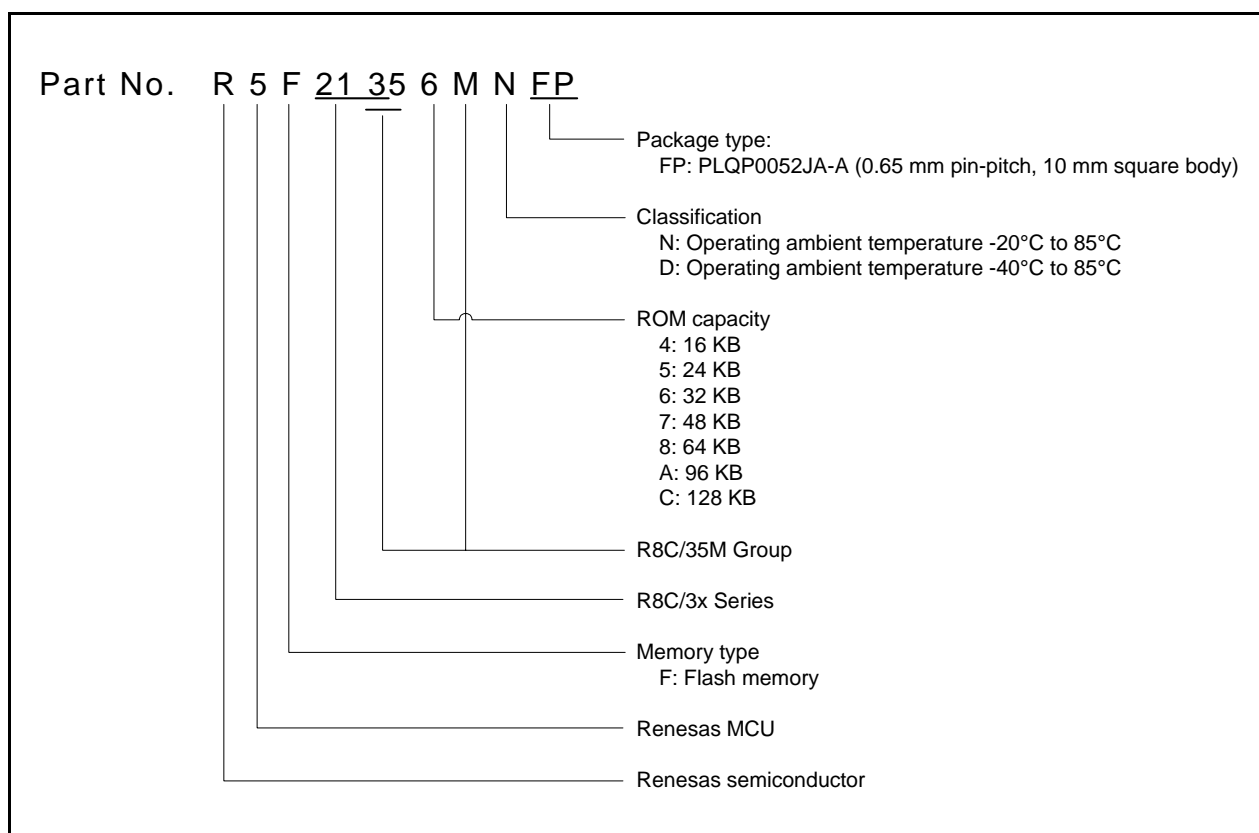 Part No. R 5 F 21 35 6 M N FP
Package type:
FP: PLQP0052JA-A (0.65 mm pin-pitch, 10 mm square body)
Classification
N: Operating ambient temperature -20°C to 85°C
D: Operating ambient temperature -40°C to 85°C
ROM capacity
4: 16 KB
5: 24 KB
6: 32 KB
7: 48 KB
8: 64 KB
A: 96 KB
C: 128 KB
R8C/35M Group
R8C/3x Series
Memory type
F: Flash memory
Renesas MCU
Renesas semiconductor